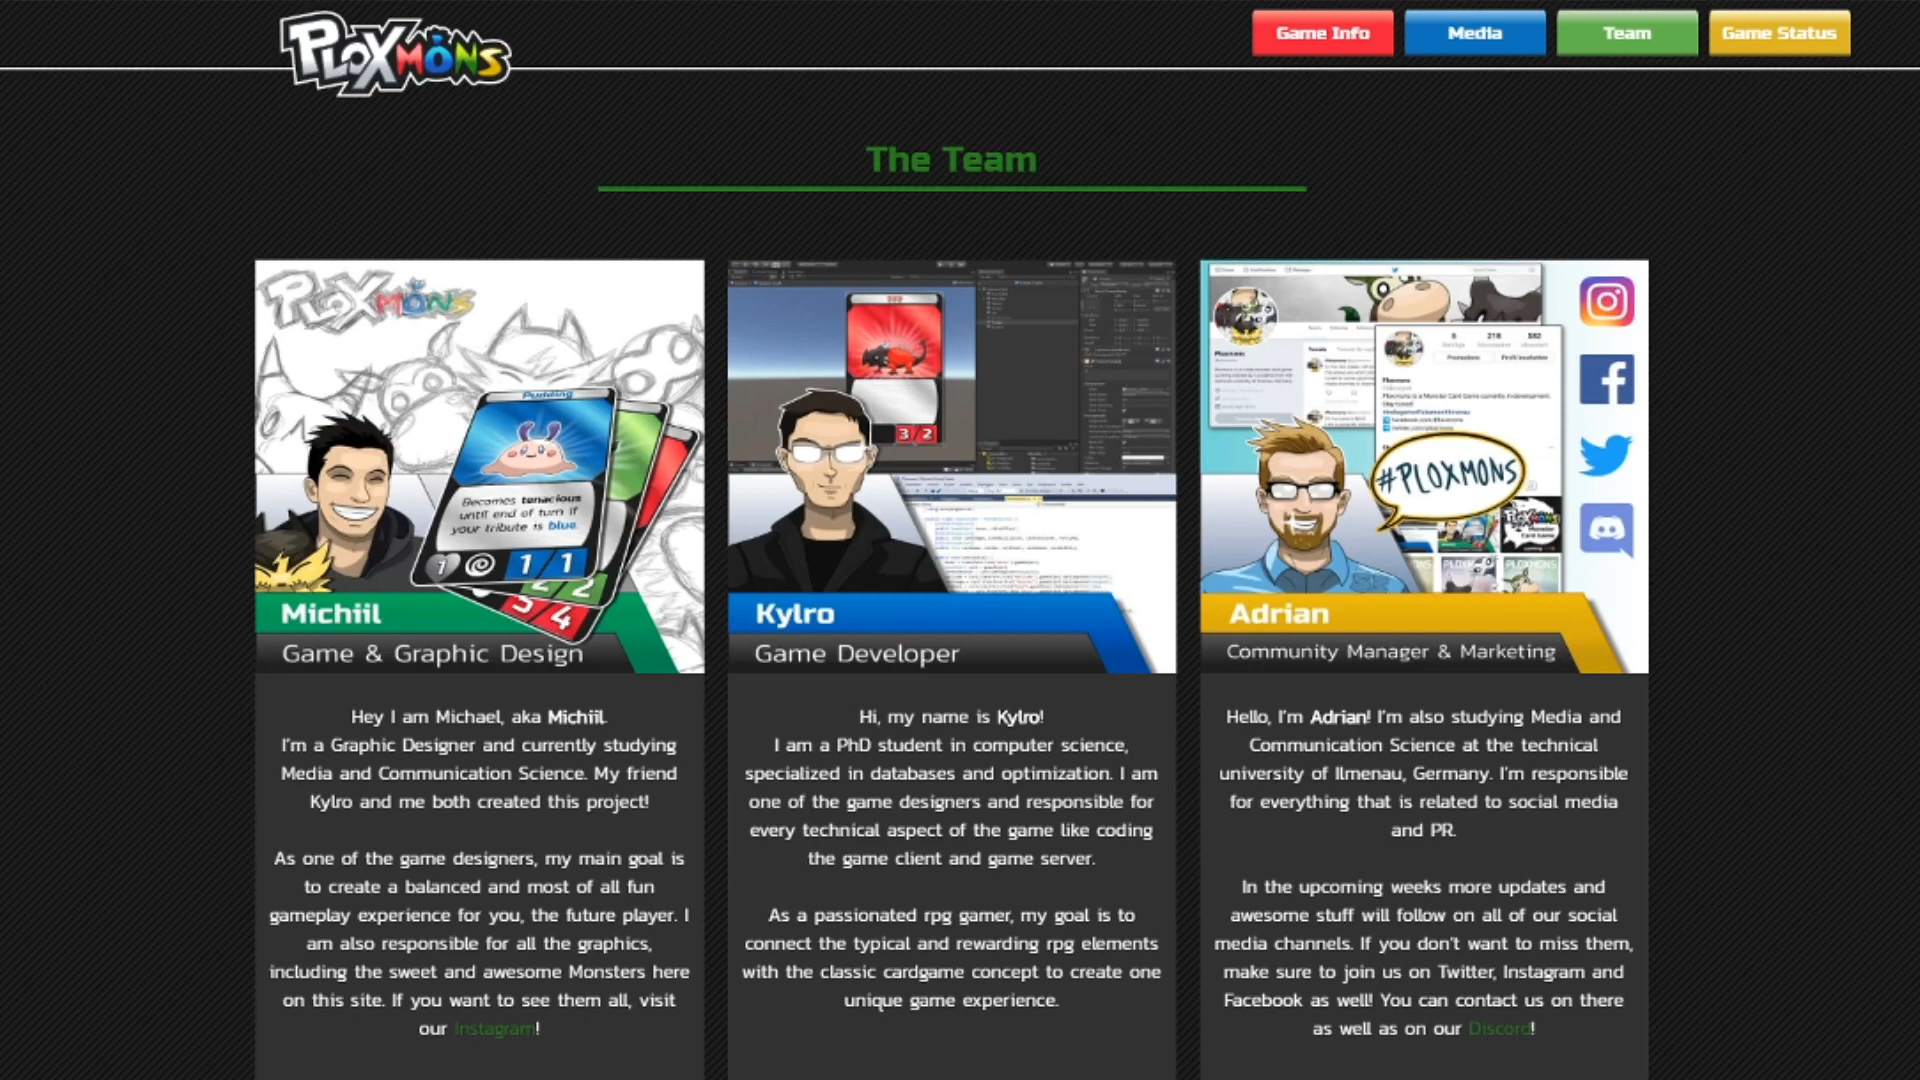 PLOXMONS
Game Info
Media
Team
Game Status
The Team
PLOXMONS
Pudding
Becomes tenacious
until end of turn if
your tribute is blue.
1
1/1
2/2
5/4
Michiil
Game & Graphic Design
Hey I am Michael, aka Michiil.
I'm a Graphic Designer and currently studying
Media and Communication Science. My friend
Kylro and me both created this project!
As one of the game designers, my main goal is
to create a balanced and most of all fun
gameplay experience for you, the future player. I
am also responsible for all the graphics,
including the sweet and awesome Monsters here
on this site. If you want to see them all, visit
our Instagram!
3/2
Kylro
Game Developer
Hi, my name is Kylro!
I am a PhD student in computer science,
specialized in databases and optimization. I am
one of the game designers and responsible for
every technical aspect of the game like coding
the game client and game server.
As a passionated rpg gamer, my goal is to
connect the typical and rewarding rpg elements
with the classic cardgame concept to create one
unique game experience.
#PLOXMONS
Adrian
Community Manager & Marketing
Hello, I'm Adrian! I'm also studying Media and
Communication Science at the technical
university of Ilmenau, Germany. I'm responsible
for everything that is related to social media
and PR.
In the upcoming weeks more updates and
awesome stuff will follow on all of our social
media channels. If you don't want to miss them,
make sure to join us on Twitter, Instagram and
Facebook as well! You can contact us on there
as well as on our Discord!